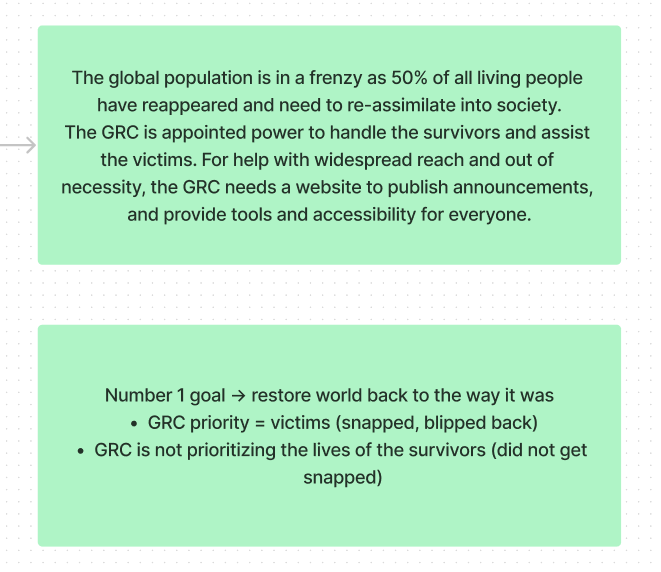 The global population is in a frenzy as 50% of all living people
have reappeared and need to re-assimilate into society.
The GRC is appointed power to handle the survivors and assist
the victims. For help with widespread reach and out of
necessity, the GRC needs a website to publish announcements,
and provide tools and accessibility for everyone.
Number 1 goal → restore world back to the way it was
• GRC priority = victims (snapped, blipped back)
• GRC is not prioritizing the lives of the survivors (did not get
snapped)